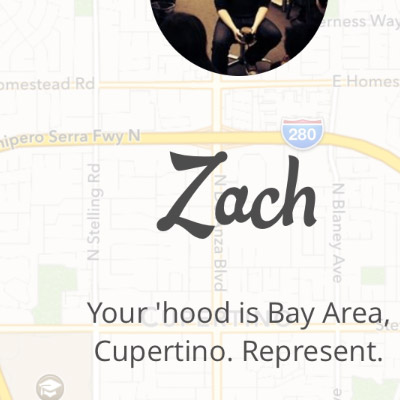 erness Way
omestead Rd
E Homes
nipero Serra Fwy N
280
Zach
N Stelling Rd
N
nza Blvd
N Blaney Ave
Your 'hood is Bay Area,
Ste
Cupertino. Represent.